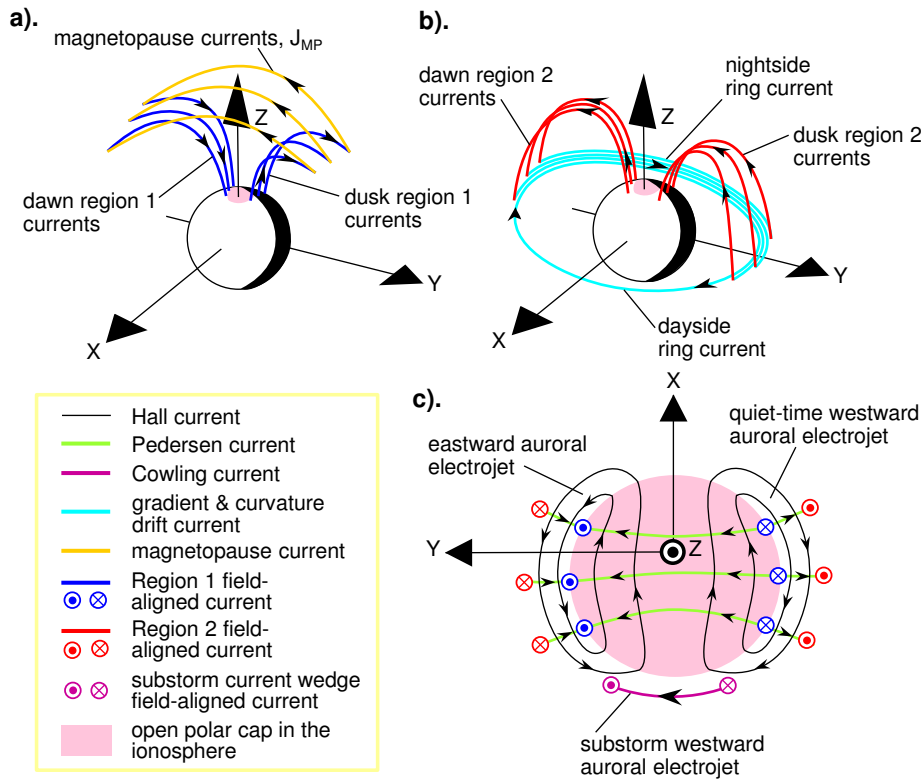 a).
magnetopause currents, JMP
Z
dawn region 1
currents
dusk region 1
currents
Y
X
b).
dawn region 2
currents
nightside
ring current
Z
dusk region 2
currents
Y
X
dayside
ring current
Hall current
Pedersen current
Cowling current
gradient & curvature
drift current
magnetopause current
Region 1 field-
aligned current
Region 2 field-
aligned current
substorm current wedge
field-aligned current
open polar cap in the
ionosphere
c).
X
eastward auroral
electrojet
quiet-time westward
auroral electrojet
Y
Z
substorm westward
auroral electrojet